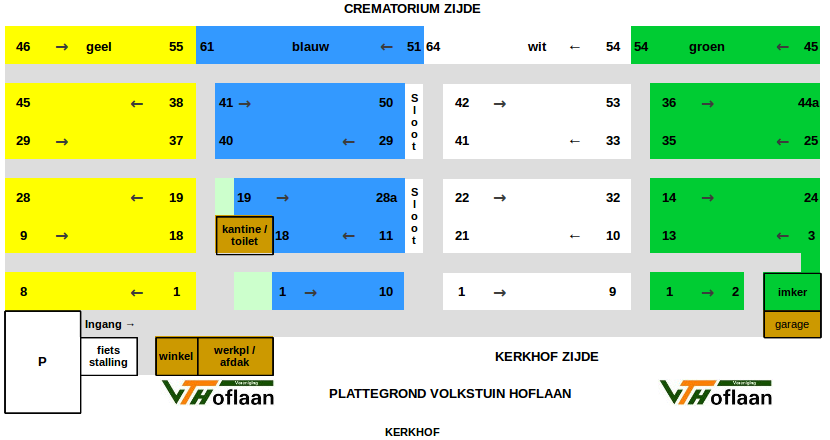 CREMATORIUM ZIJDE
46 → geel 55 61 blauw ← 51 64 wit ← 54 54 groen ← 45
45 ← 38 41 → 50 Sloot 42 → 53 36 → 44a
29 → 37 40 ← 29 41 ← 33 35 ← 25
28 ← 19 19 → 28a Sloot 22 → 32 14 → 24
9 → 18 kantine / 18 ← 11 21 ← 10 13 ← 3
toilet
8 ← 1 1 → 10 1 → 9 1 → 2 imker
Ingang → garage
P fiets winkel werkpl / KERKHOF ZIJDE
stalling afdak
Vereniging Vereniging
VTHoflaan PLATTEGROND VOLKSTUIN HOFLAAN VTHoflaan
KERKHOF